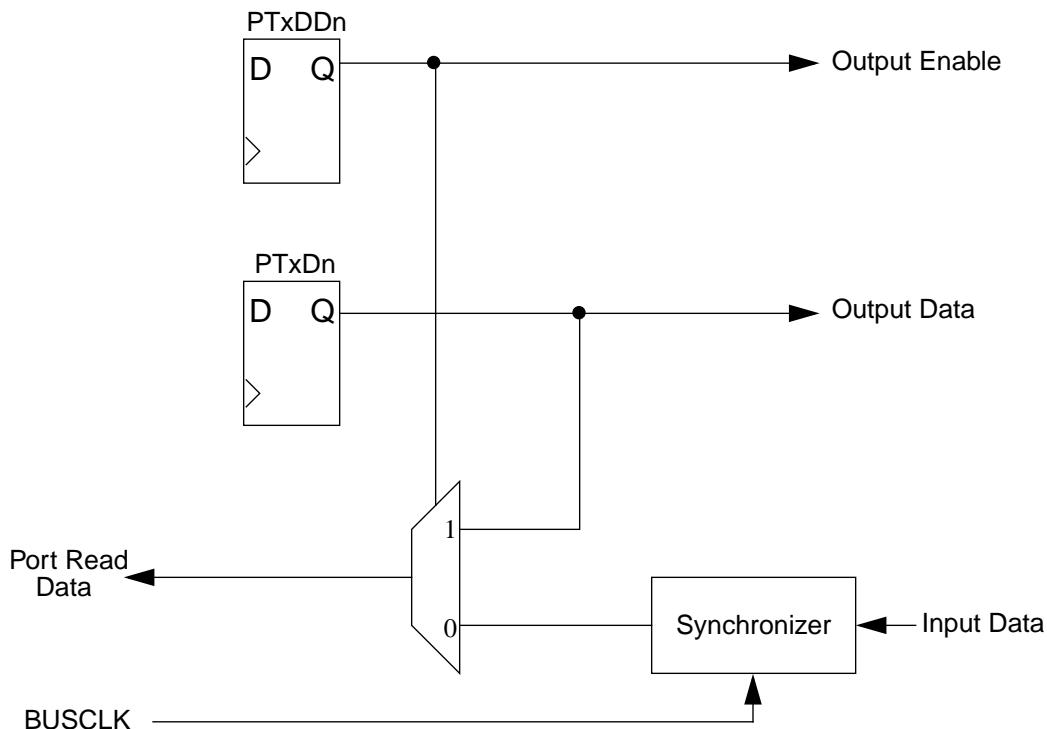 PTxDDn
D Q
Output Enable
PTxDn
D Q
Output Data
1
Port Read
Data
0
Synchronizer
Input Data
BUSCLK